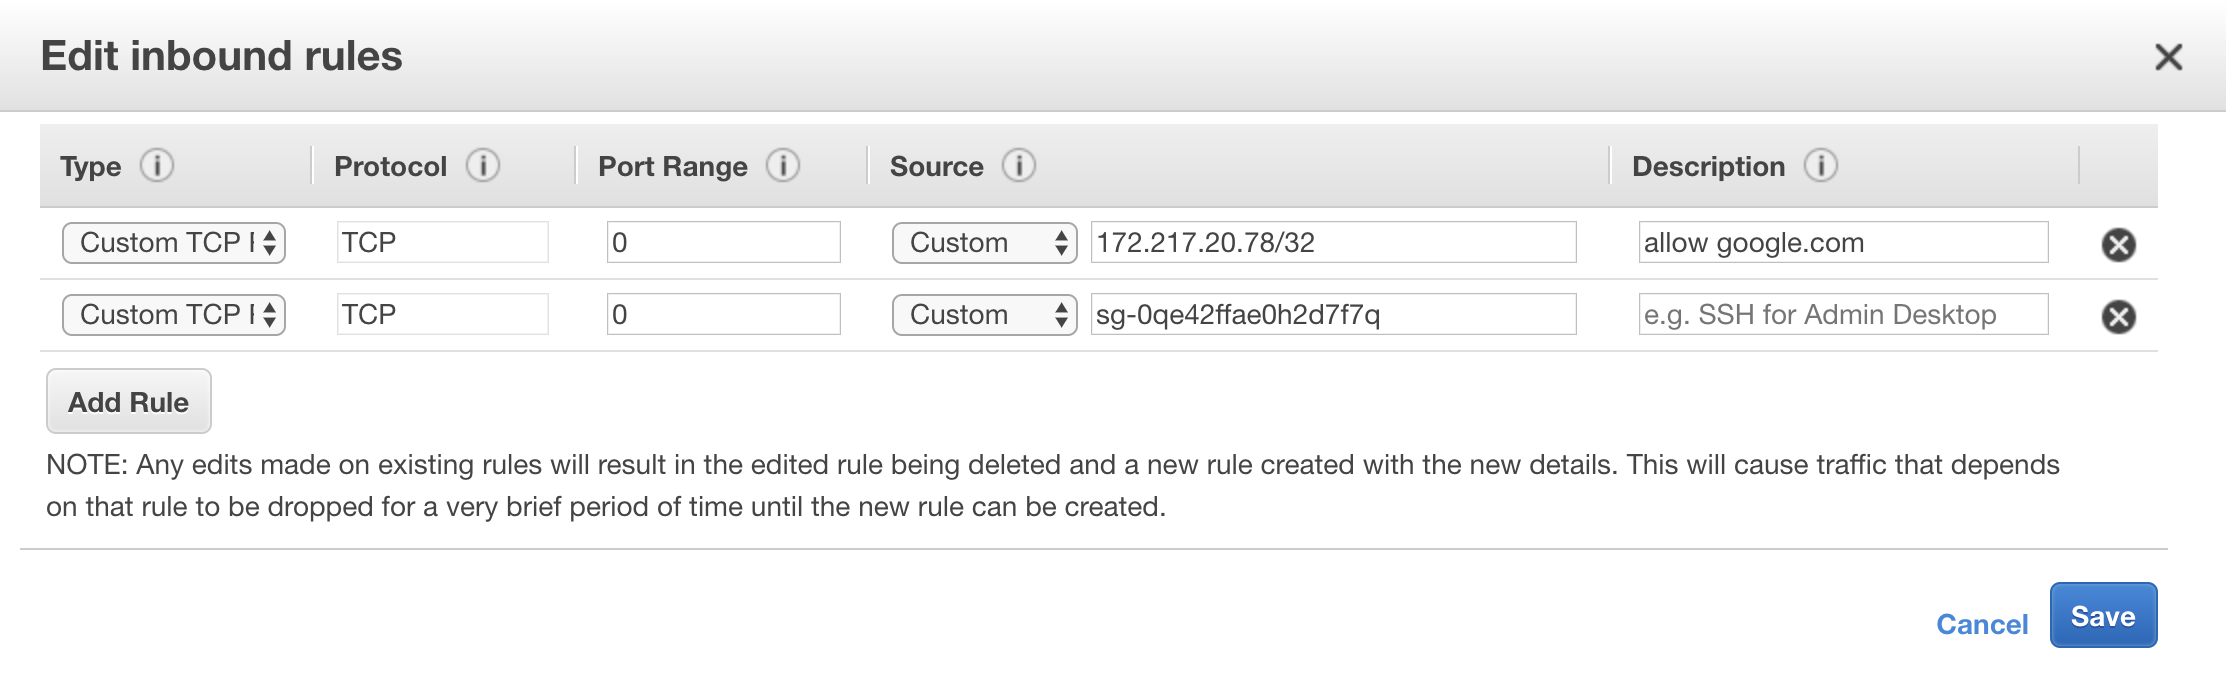 Edit inbound rules
Type Protocol Port Range Source Description
Custom TCP TCP 0 Custom 172.217.20.78/32 allow google.com
Custom TCP TCP 0 Custom sg-0qe42ffae0h2d7f7q e.g. SSH for Admin Desktop
Add Rule
NOTE: Any edits made on existing rules will result in the edited rule being deleted and a new rule created with the new details. This will cause traffic that depends
on that rule to be dropped for a very brief period of time until the new rule can be created.
Cancel Save